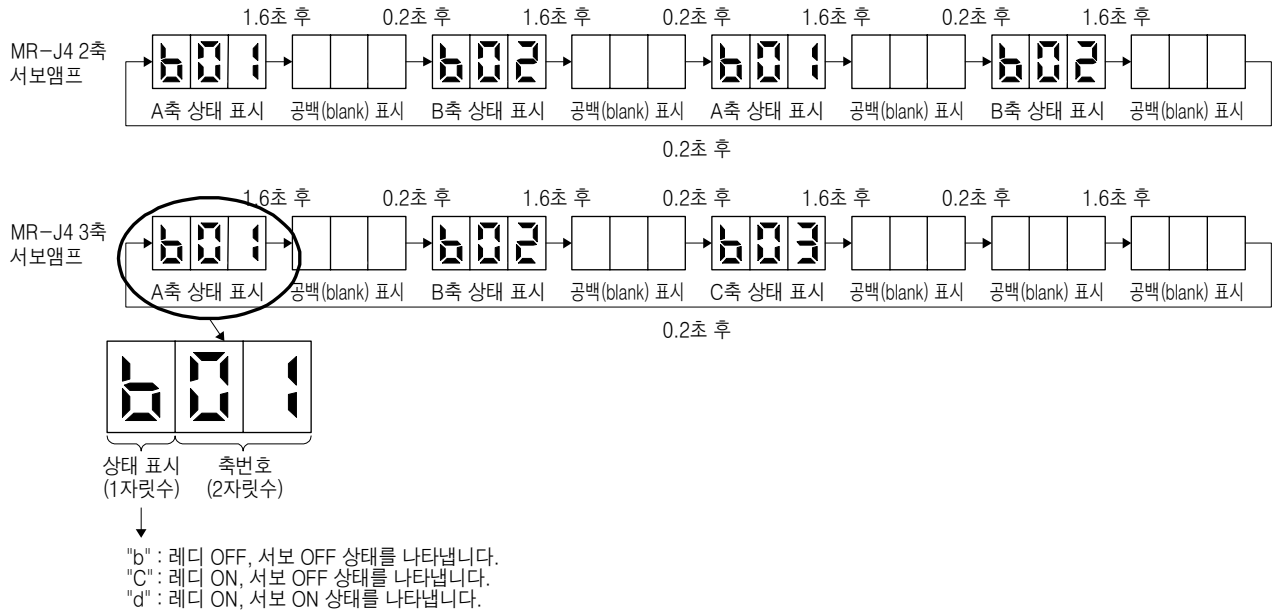 1.6초 후 0.2초 후 1.6초 후 0.2초 후 1.6초 후 0.2초 후 1.6초 후
MR-J4 2축
서보앰프
b01 b02 b01 b02
A축 상태 표시 공백(blank) 표시 B축 상태 표시 공백(blank) 표시 A축 상태 표시 공백(blank) 표시 B축 상태 표시 공백(blank) 표시
0.2초 후
1.6초 후 0.2초 후 1.6초 후 0.2초 후 1.6초 후 0.2초 후 1.6초 후
MR-J4 3축
서보앰프
b01 b02 b03
A축 상태 표시 공백(blank) 표시 B축 상태 표시 공백(blank) 표시 C축 상태 표시 공백(blank) 표시 공백(blank) 표시 공백(blank) 표시
0.2초 후
b01
상태 표시 축번호
(1자릿수) (2자릿수)
"b" : 레디 OFF, 서보 OFF 상태를 나타냅니다.
"C" : 레디 ON, 서보 OFF 상태를 나타냅니다.
"d" : 레디 ON, 서보 ON 상태를 나타냅니다.